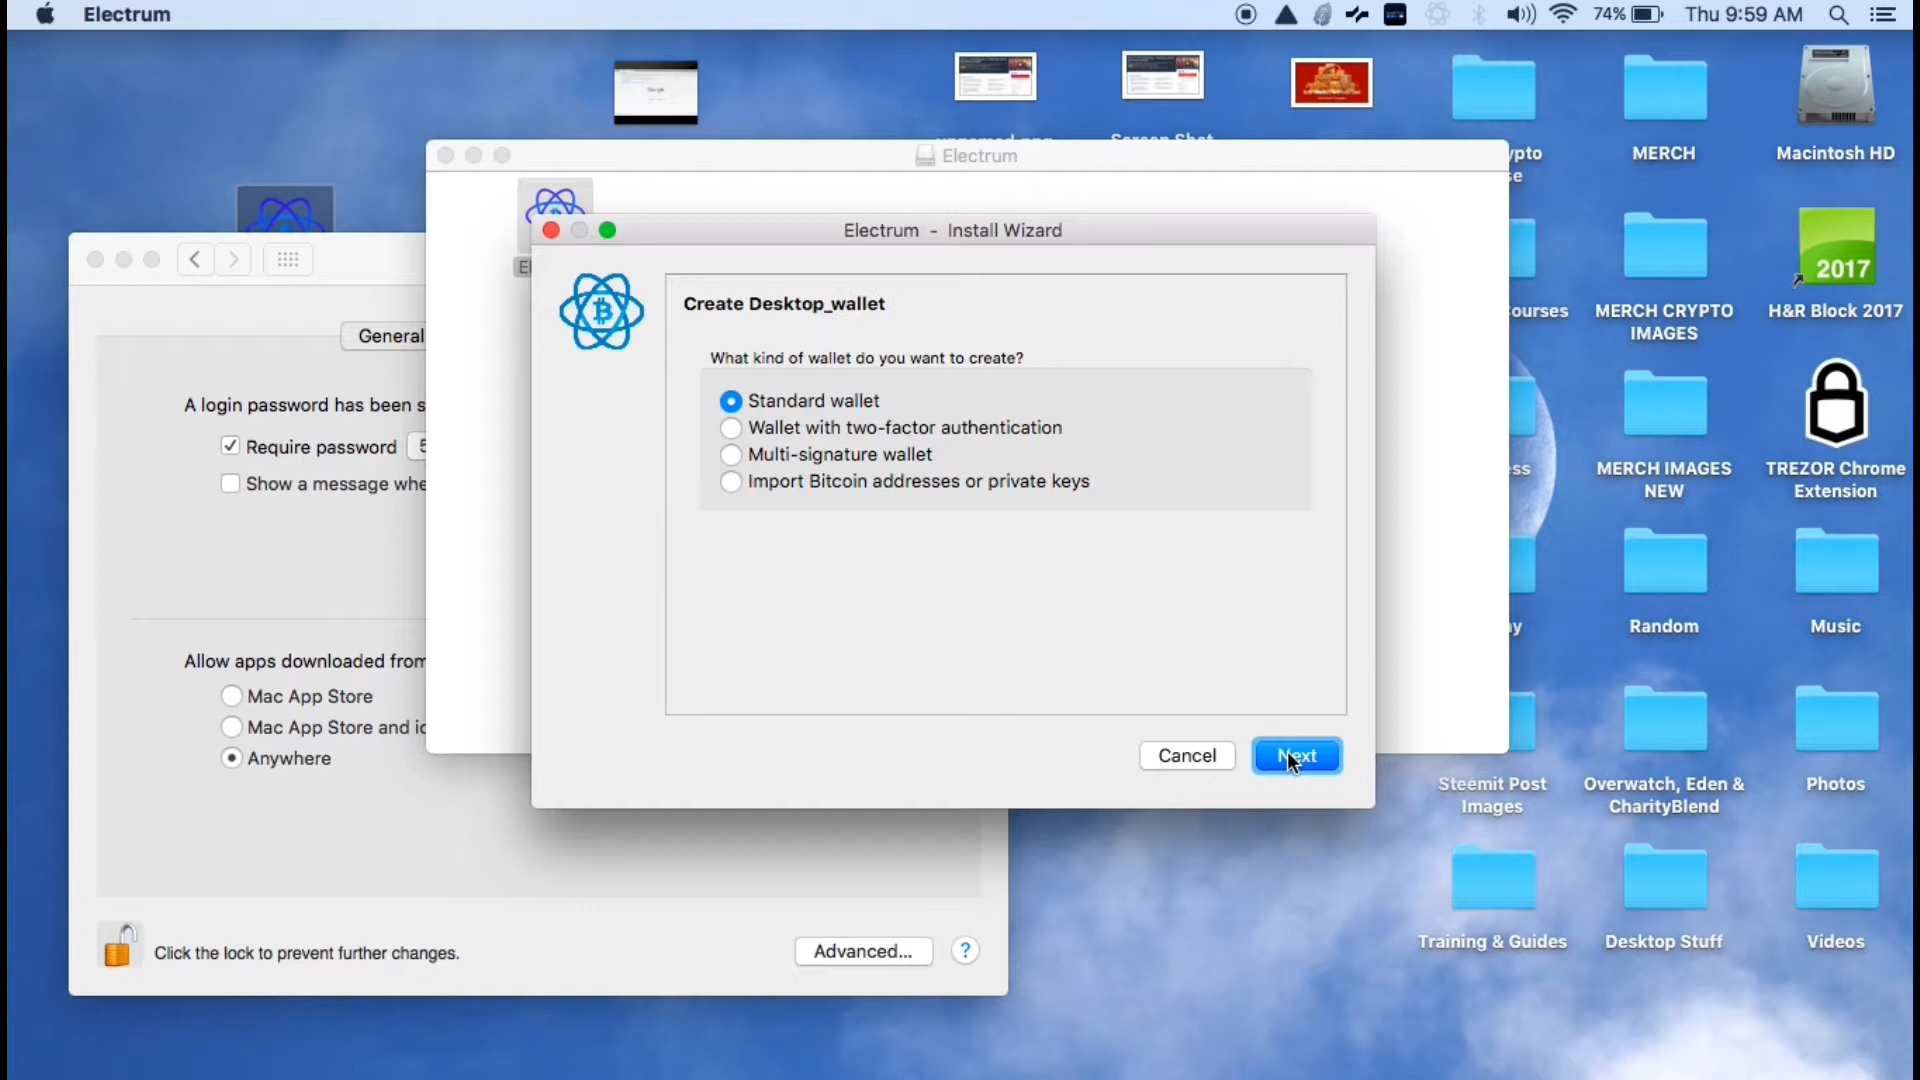 Electrum
74%
Thu 9:59 AM
Electrum
Macintosh HD
MERCH
Electrum - Install Wizard
Create Desktop_wallet
What kind of wallet do you want to create?
Standard wallet
Wallet with two-factor authentication
Multi-signature wallet
Import Bitcoin addresses or private keys
Cancel
Next
General
A login password has been s
Require password
5
Show a message whe
Allow apps downloaded from
Mac App Store
Mac App Store and id
Anywhere
Click the lock to prevent further changes.
Advanced...
?
ypto
se
ourses
MERCH CRYPTO
IMAGES
2017
H&R Block 2017
ess
MERCH IMAGES
NEW
TREZOR Chrome
Extension
Random
Music
Steemit Post
Images
Overwatch, Eden &
CharityBlend
Photos
Training & Guides
Desktop Stuff
Videos